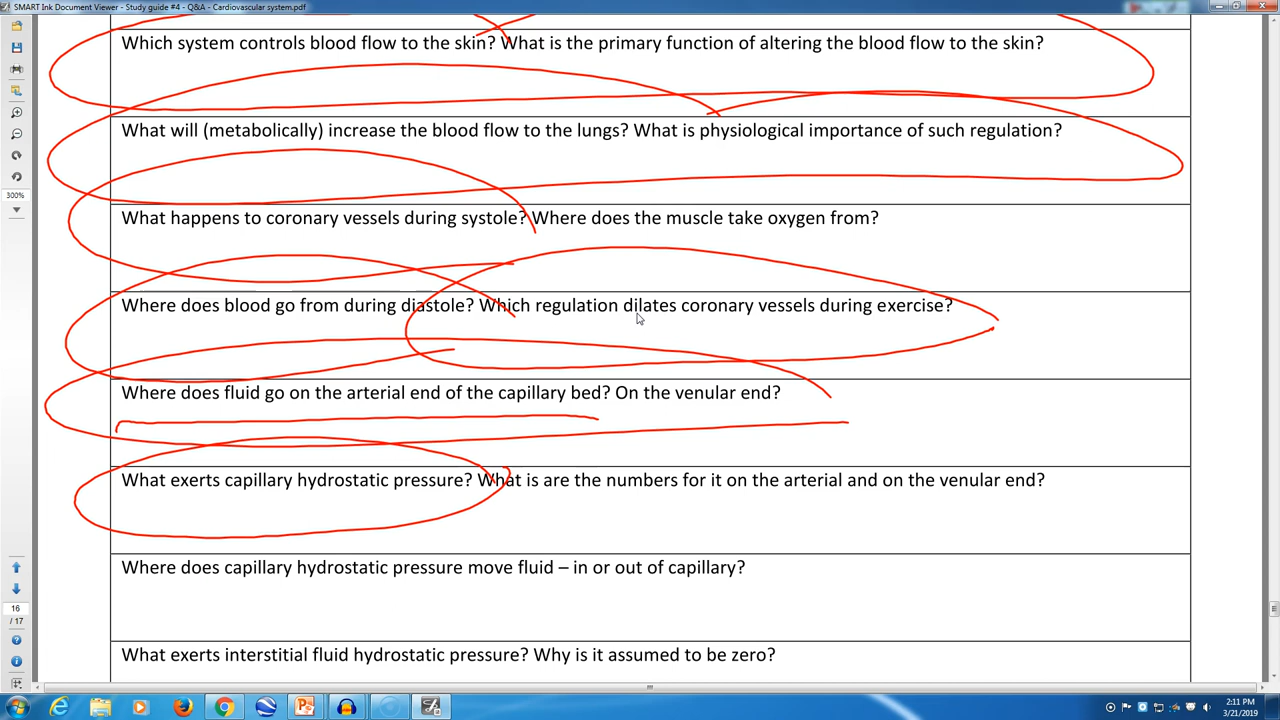 SMART Ink Document Viewer - Study guide #4 - Q&A - Cardiovascular system.pdf
Which system controls blood flow to the skin? What is the primary function of altering the blood flow to the skin?
What will (metabolically) increase the blood flow to the lungs? What is physiological importance of such regulation?
300%
What happens to coronary vessels during systole? Where does the muscle take oxygen from?
Where does blood go from during diastole? Which regulation dilates coronary vessels during exercise?
Where does fluid go on the arterial end of the capillary bed? On the venular end?
What exerts capillary hydrostatic pressure? What is are the numbers for it on the arterial and on the venular end?
Where does capillary hydrostatic pressure move fluid – in or out of capillary?
16
/ 17
What exerts interstitial fluid hydrostatic pressure? Why is it assumed to be zero?
2:11 PM
3/21/2019